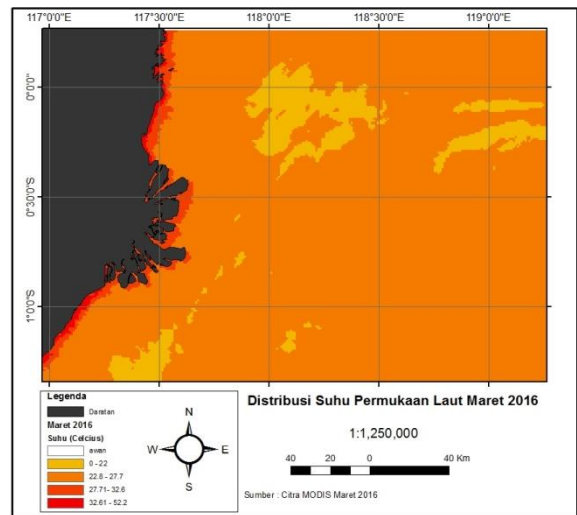 117°0'0"E 117°30'0"E 118°0'0"E 118°30'0"E 119°0'0"E
0°0'0"
0°30'0"S
1°0'0"S
Legenda
Daratan
Maret 2016
Suhu (Celcius)
awan
0 - 22
22.8 - 27.7
27.71 - 32.6
32.61 - 52.2
N
W E
S
Distribusi Suhu Permukaan Laut Maret 2016
1:1,250,000
40 20 0 40 Km
Sumber : Citra MODIS Maret 2016